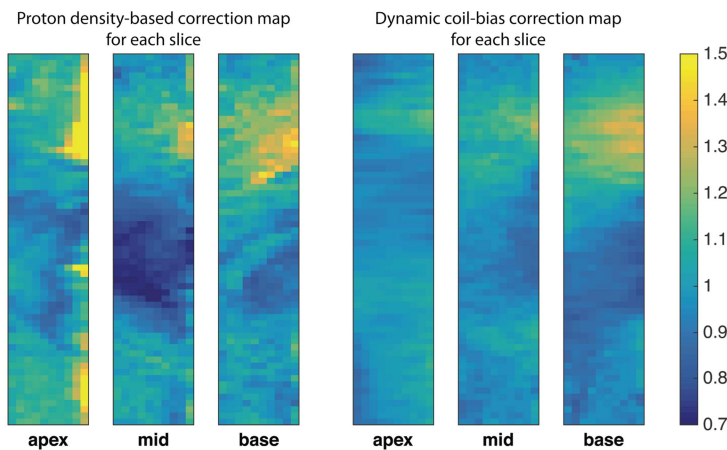 Proton density-based correction map
for each slice
Dynamic coil-bias correction map
for each slice
apex
mid
base
apex
mid
base
1.5
1.4
1.3
1.2
1.1
1
0.9
0.8
0.7